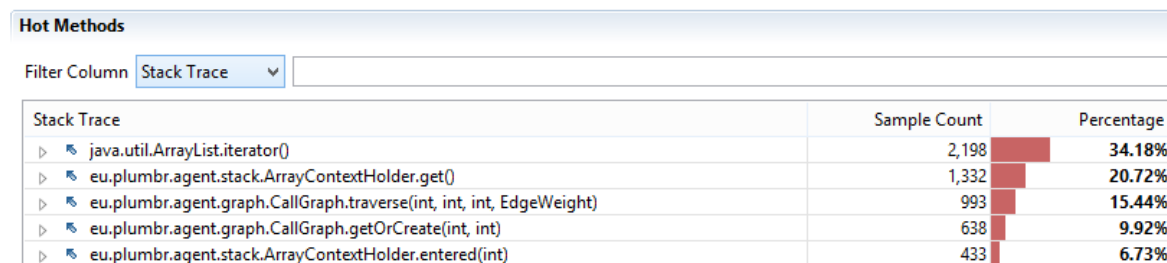 Hot Methods
Filter Column Stack Trace
Stack Trace Sample Count Percentage
java.util.ArrayList.iterator() 2,198 34.18%
eu.plumbr.agent.stack.ArrayContextHolder.get() 1,332 20.72%
eu.plumbr.agent.graph.CallGraph.traverse(int, int, int, EdgeWeight) 993 15.44%
eu.plumbr.agent.graph.CallGraph.getOrCreate(int, int) 638 9.92%
eu.plumbr.agent.stack.ArrayContextHolder.entered(int) 433 6.73%